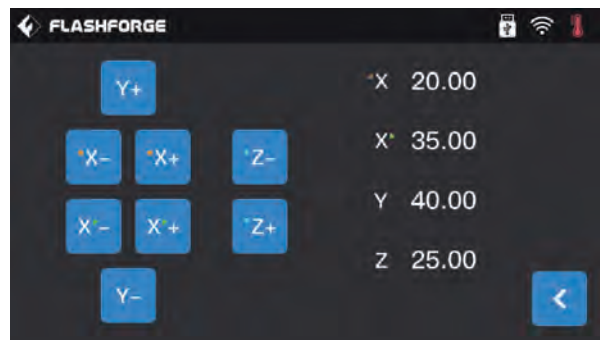 FLASHFORGE
Y+
X- X+ Z-
X- X+ Z+
Y-
X 20.00
X 35.00
Y 40.00
Z 25.00